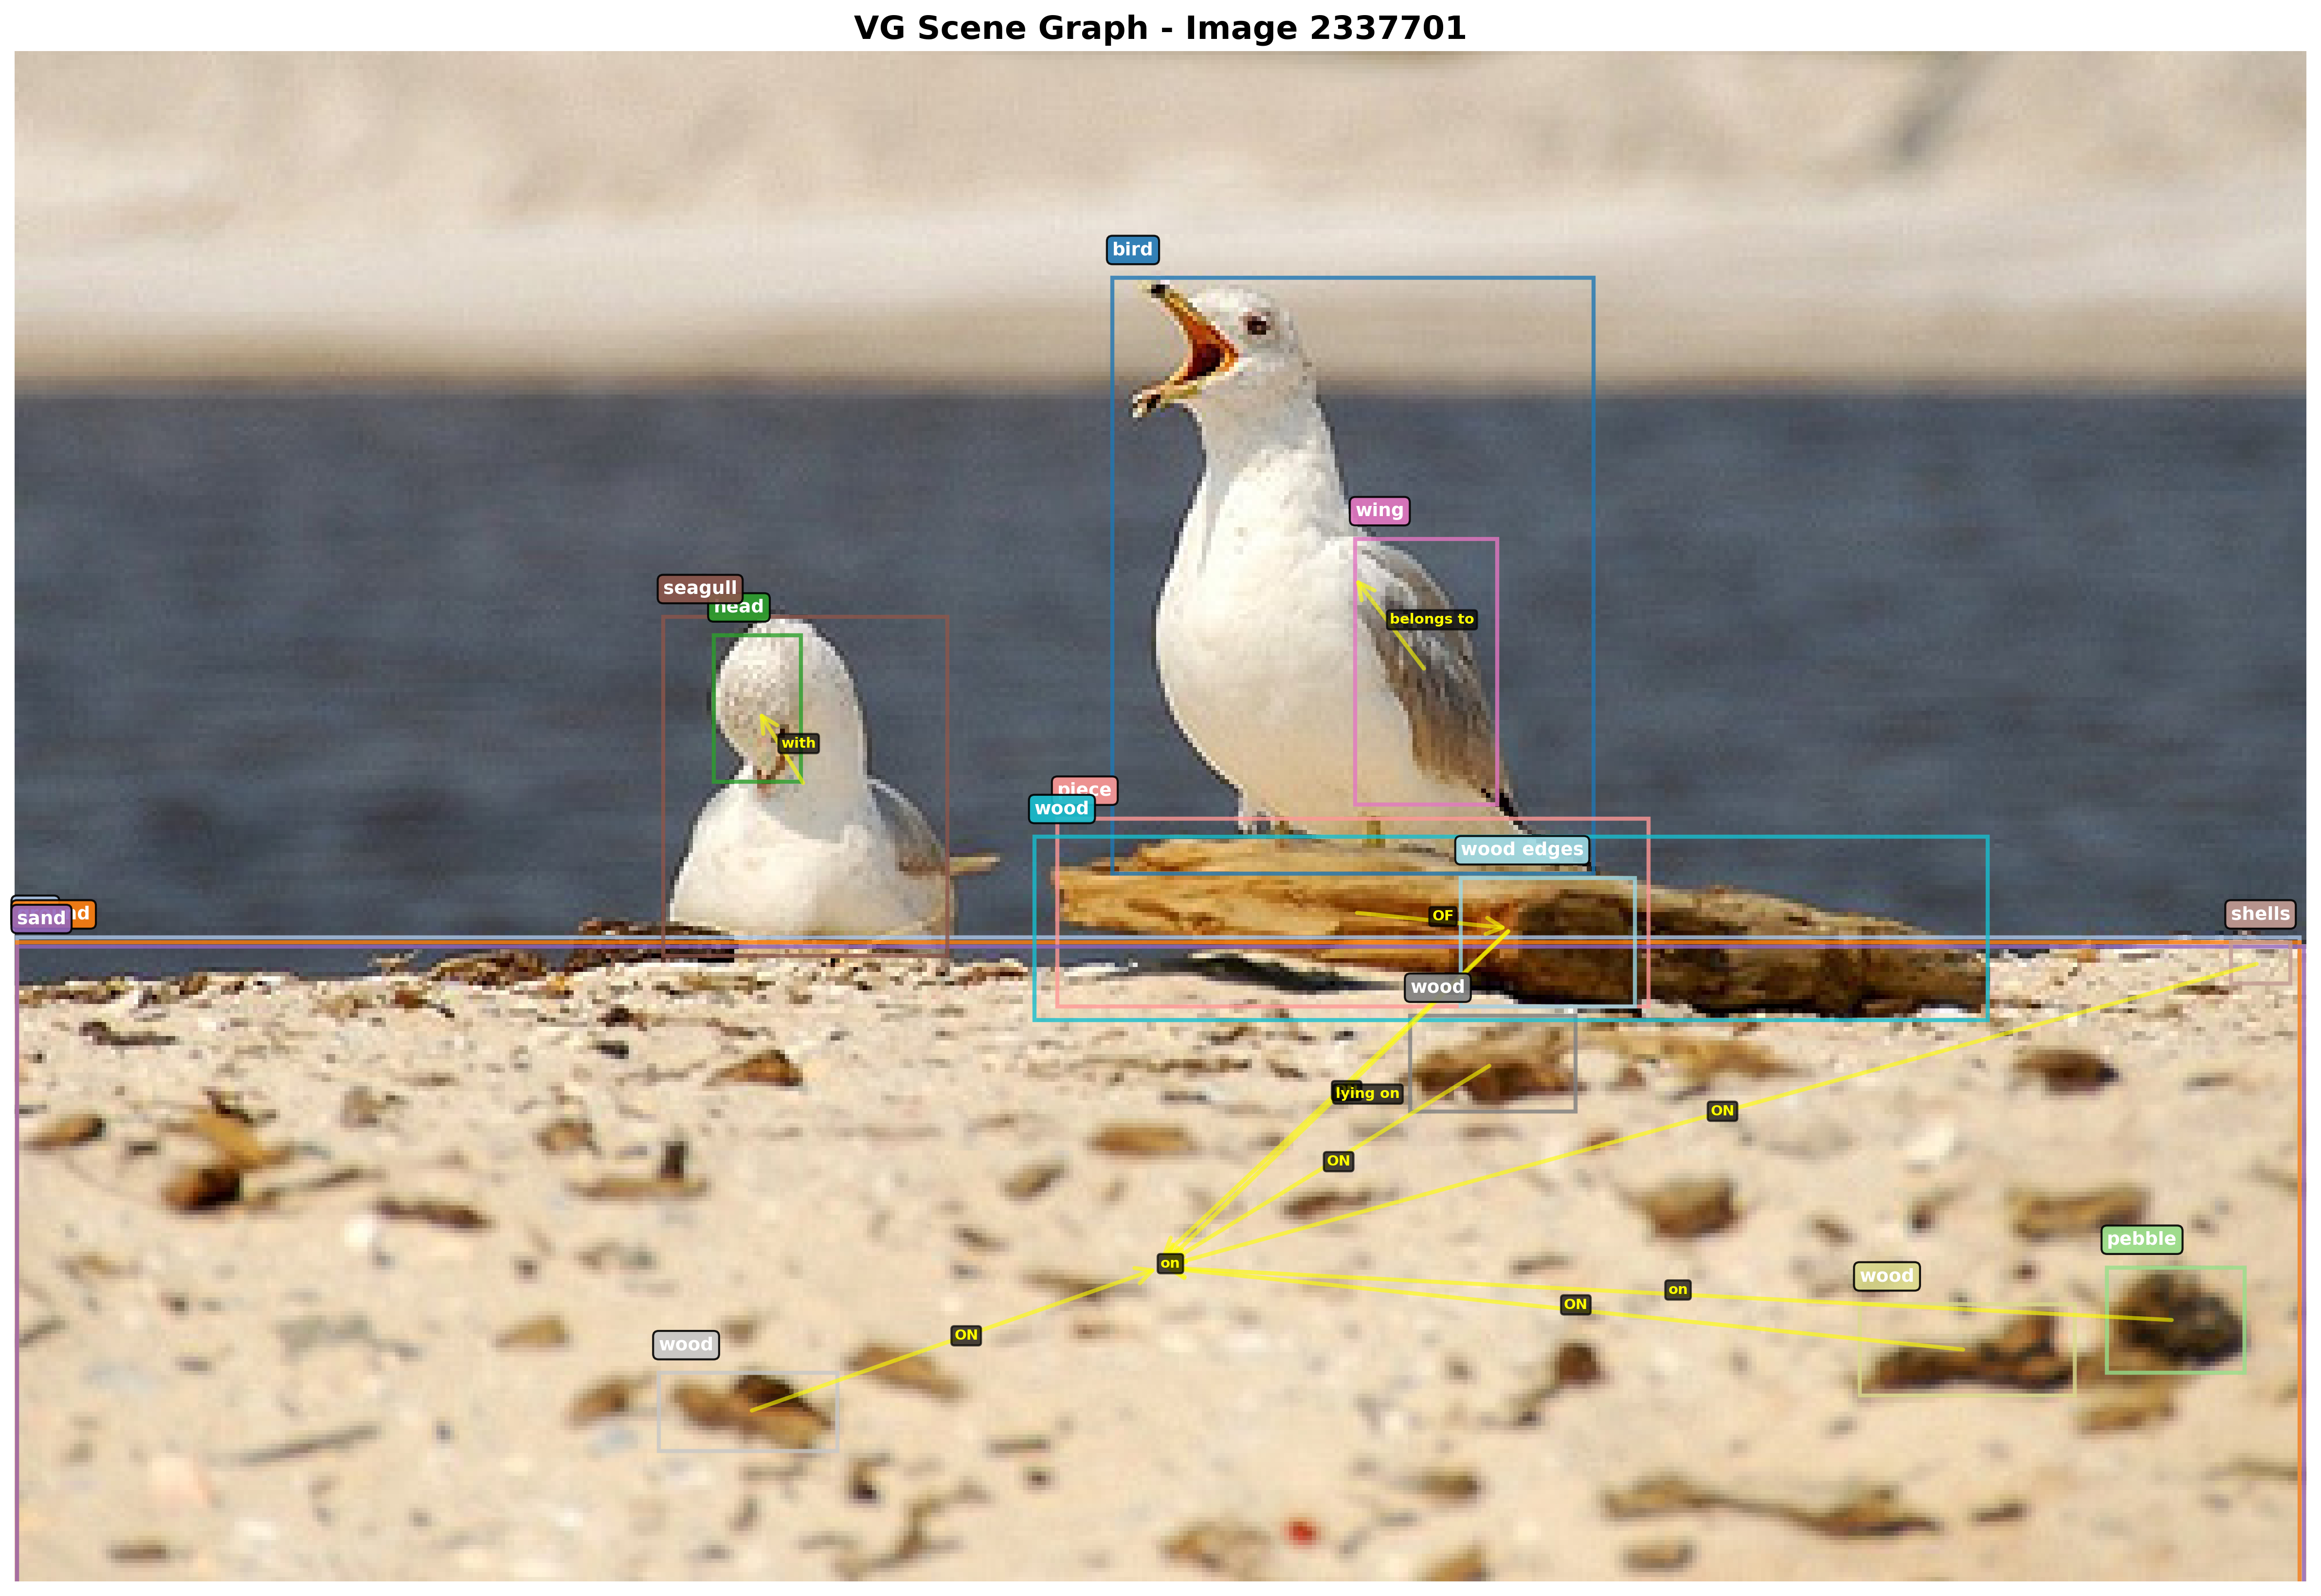 VG Scene Graph - Image 2337701
bird
wing
belongs to
seagull
head
with
piece
wood
wood edges
OF
sand
shells
wood
lying on
ON
ON
on
pebble
wood
on
ON
ON
wood